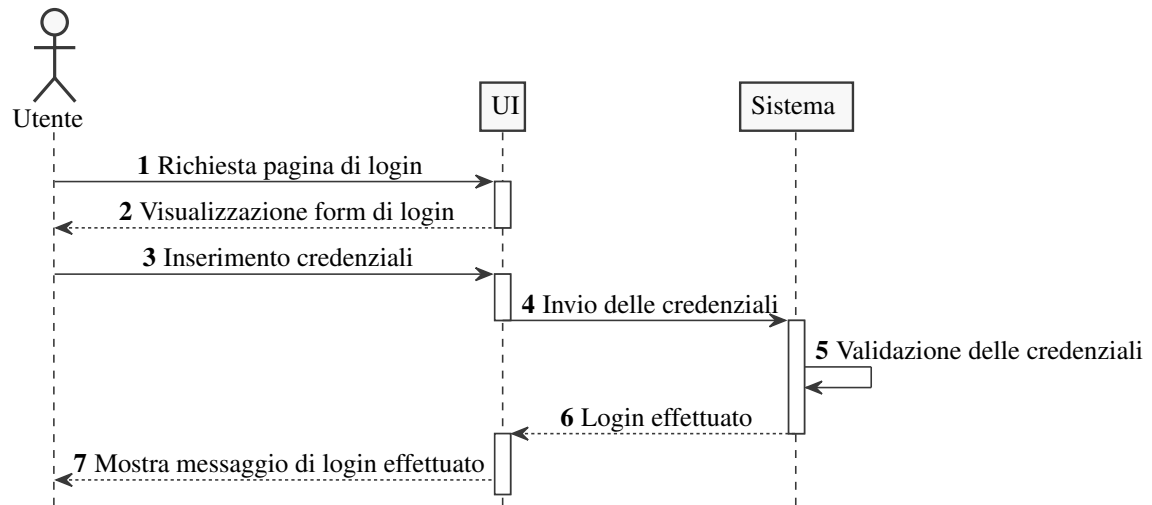 Utente
UI
Sistema
1 Richiesta pagina di login
2 Visualizzazione form di login
3 Inserimento credenziali
4 Invio delle credenziali
5 Validazione delle credenziali
6 Login effettuato
7 Mostra messaggio di login effettuato